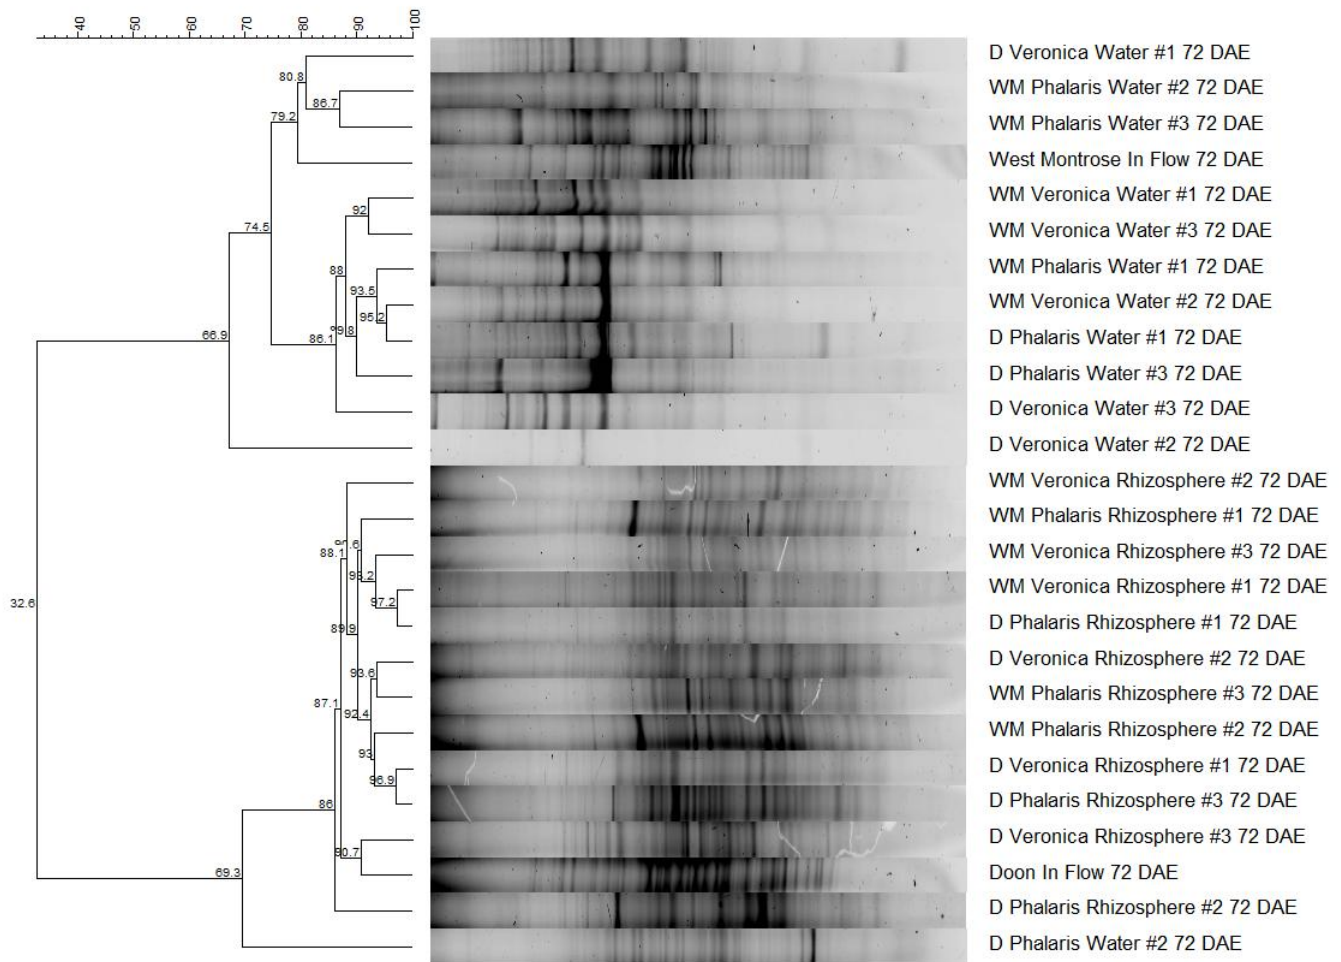 40 50 60 70 80 90 100
D Veronica Water #1 72 DAE
80.8
WM Phalaris Water #2 72 DAE
86.7
79.2
WM Phalaris Water #3 72 DAE
West Montrose In Flow 72 DAE
WM Veronica Water #1 72 DAE
92
74.5
WM Veronica Water #3 72 DAE
88
WM Phalaris Water #1 72 DAE
93.5
WM Veronica Water #2 72 DAE
95.2
66.9
86.1
D Phalaris Water #1 72 DAE
D Phalaris Water #3 72 DAE
D Veronica Water #3 72 DAE
D Veronica Water #2 72 DAE
WM Veronica Rhizosphere #2 72 DAE
WM Phalaris Rhizosphere #1 72 DAE
88.1
WM Veronica Rhizosphere #3 72 DAE
93.2
WM Veronica Rhizosphere #1 72 DAE
97.2
32.6
D Phalaris Rhizosphere #1 72 DAE
89.9
D Veronica Rhizosphere #2 72 DAE
93.6
WM Phalaris Rhizosphere #3 72 DAE
87.1
92.4
WM Phalaris Rhizosphere #2 72 DAE
93
D Veronica Rhizosphere #1 72 DAE
96.9
D Phalaris Rhizosphere #3 72 DAE
86
D Veronica Rhizosphere #3 72 DAE
90.7
69.3
Doon In Flow 72 DAE
D Phalaris Rhizosphere #2 72 DAE
D Phalaris Water #2 72 DAE